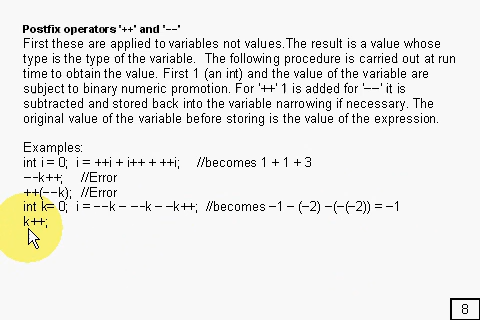 Postfix operators '++' and '--'
First these are applied to variables not values.The result is a value whose
type is the type of the variable.  The following procedure is carried out at run
time to obtain the value. First 1 (an int) and the value of the variable are
subject to binary numeric promotion. For '++' 1 is added for '--' it is
subtracted and stored back into the variable narrowing if necessary. The
original value of the variable before storing is the value of the expression.
Examples:
int i = 0;  i = ++i + i++ + ++i;    //becomes 1 + 1 + 3
--k++;    //Error
++(--k);  //Error
int k= 0;  i = --k - --k - --k++;  //becomes -1 - (-2) -(-(-2)) = -1
k++;
8